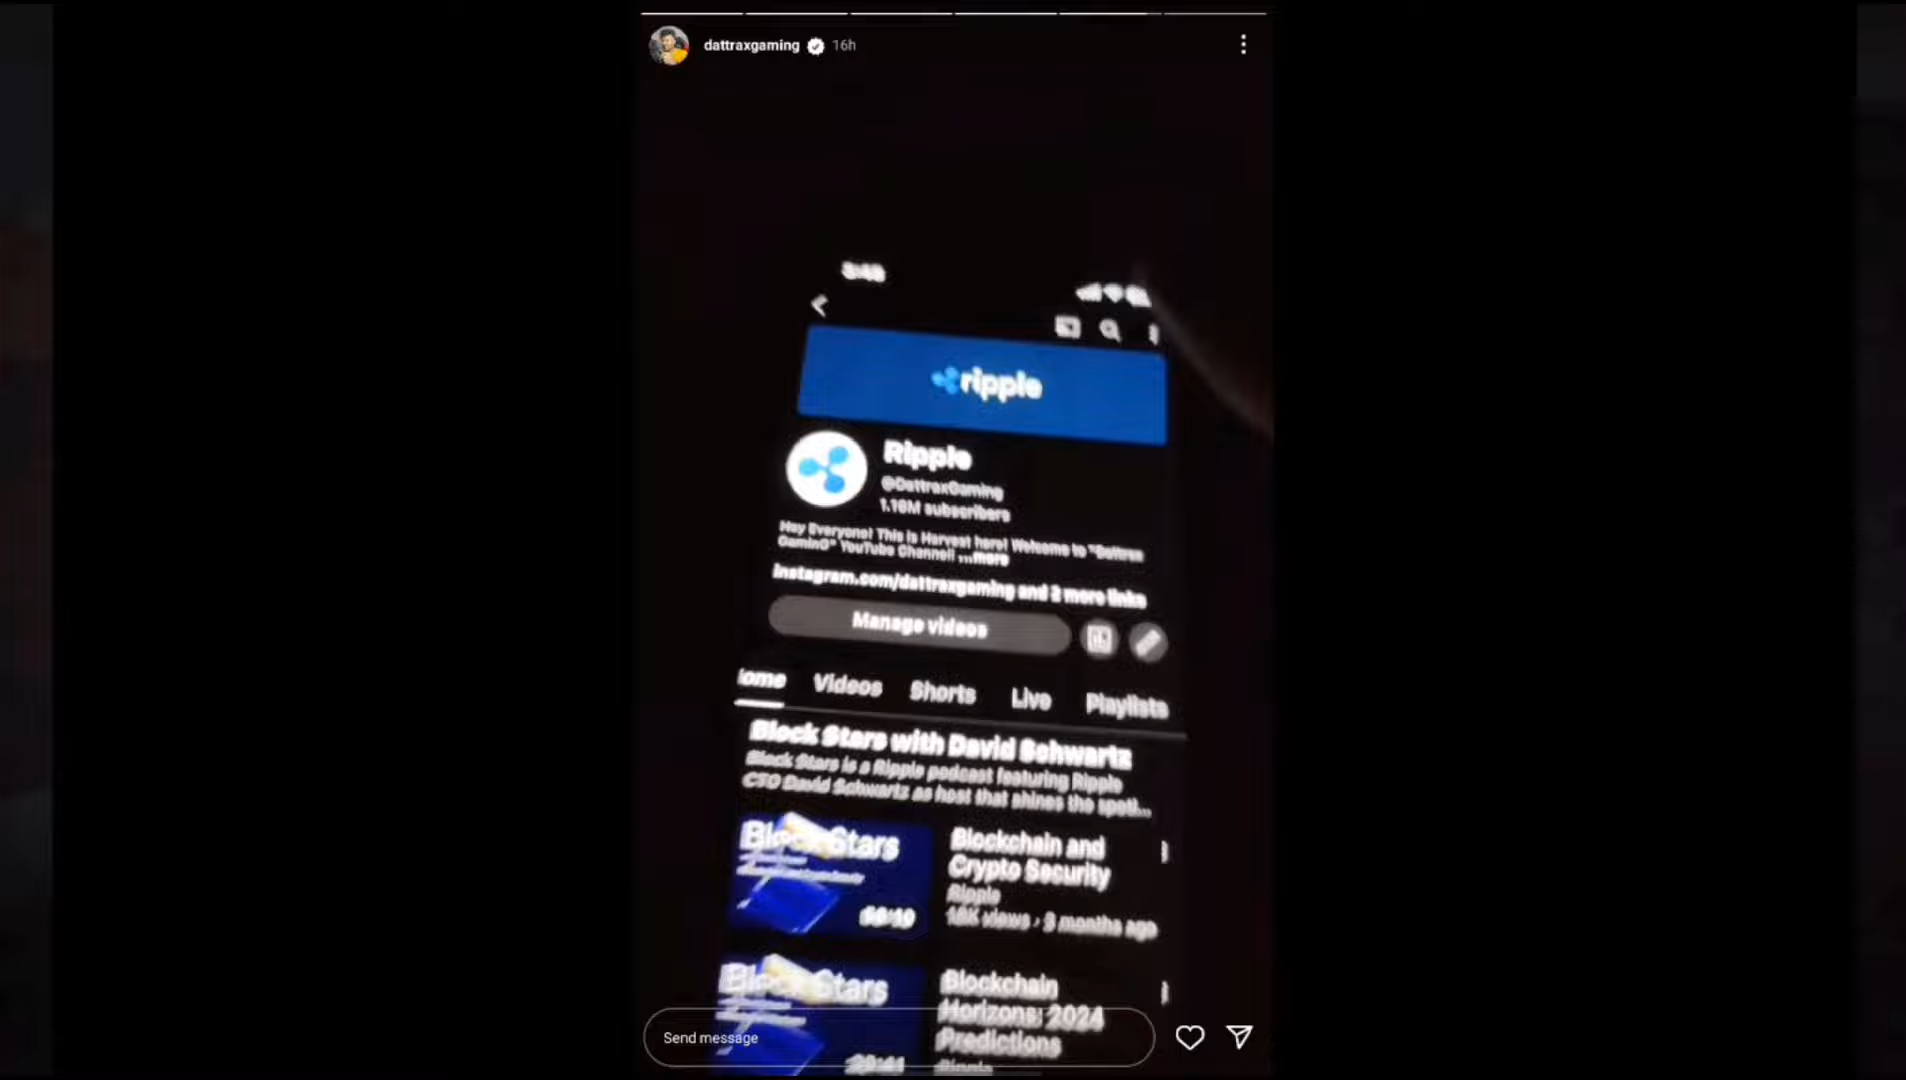 dattraxgaming 16h
ripple
Ripple
@DattraxGaming
1.16M subscribers
Hey Everyone! This is Harvest here! Welcome to "Dattrax
GaminG" YouTube Channel! ...more
instagram.com/dattraxgaming and 2 more links
Manage videos
Home Videos Shorts Live Playlists
Block Stars with David Schwartz
Block Stars is a Ripple podcast featuring Ripple
CTO David Schwartz as host that shines the spotl...
Block Stars
Blockchain and
Crypto Security
Ripple
18K views · 3 months ago
Block Stars
Blockchain
Horizons: 2024
Predictions
Ripple
Send message